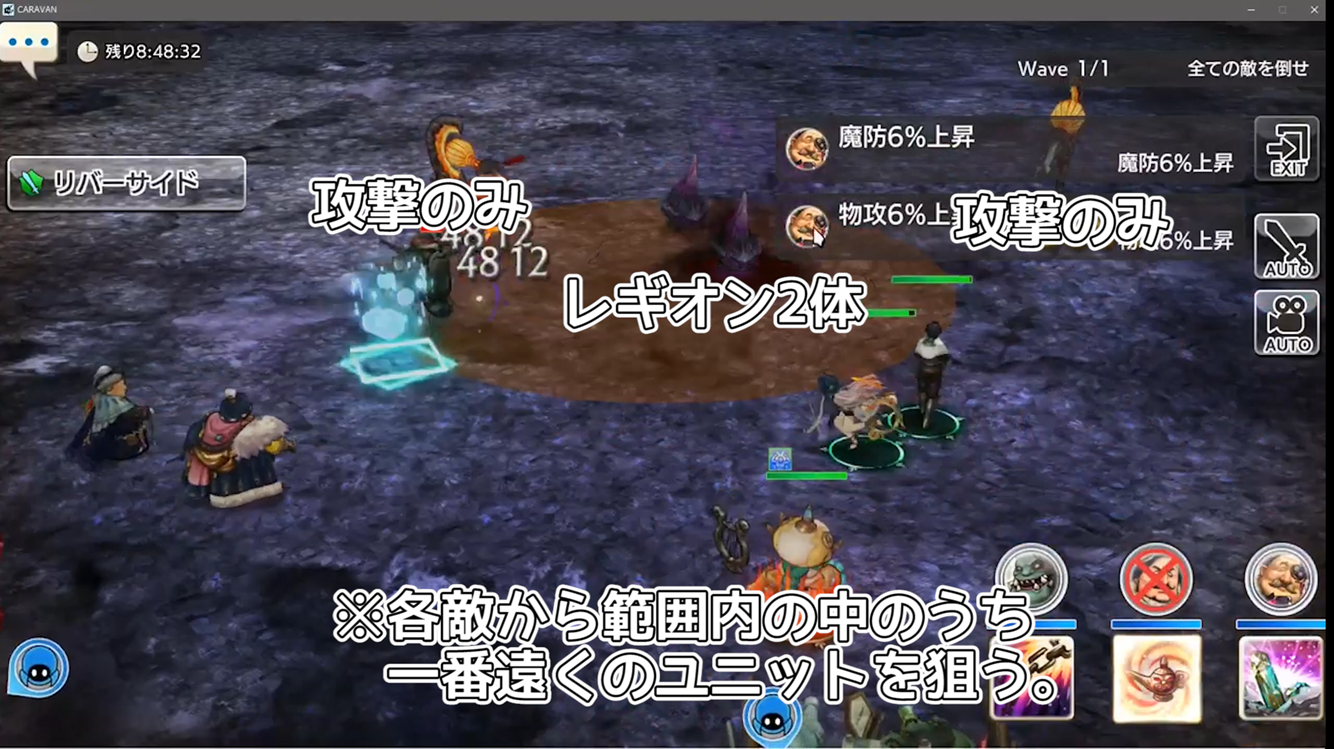 CARAVAN
残り8:48:32
Wave 1/1
全ての敵を倒せ
魔防6%上昇
魔防6%上昇
EXIT
リバーサイド
攻撃のみ
物攻6%上
攻撃のみ
6%上昇
48 12
48 12
AUTO
レギオン2体
AUTO
※各敵から範囲内の中のうち
一番遠くのユニットを狙う。